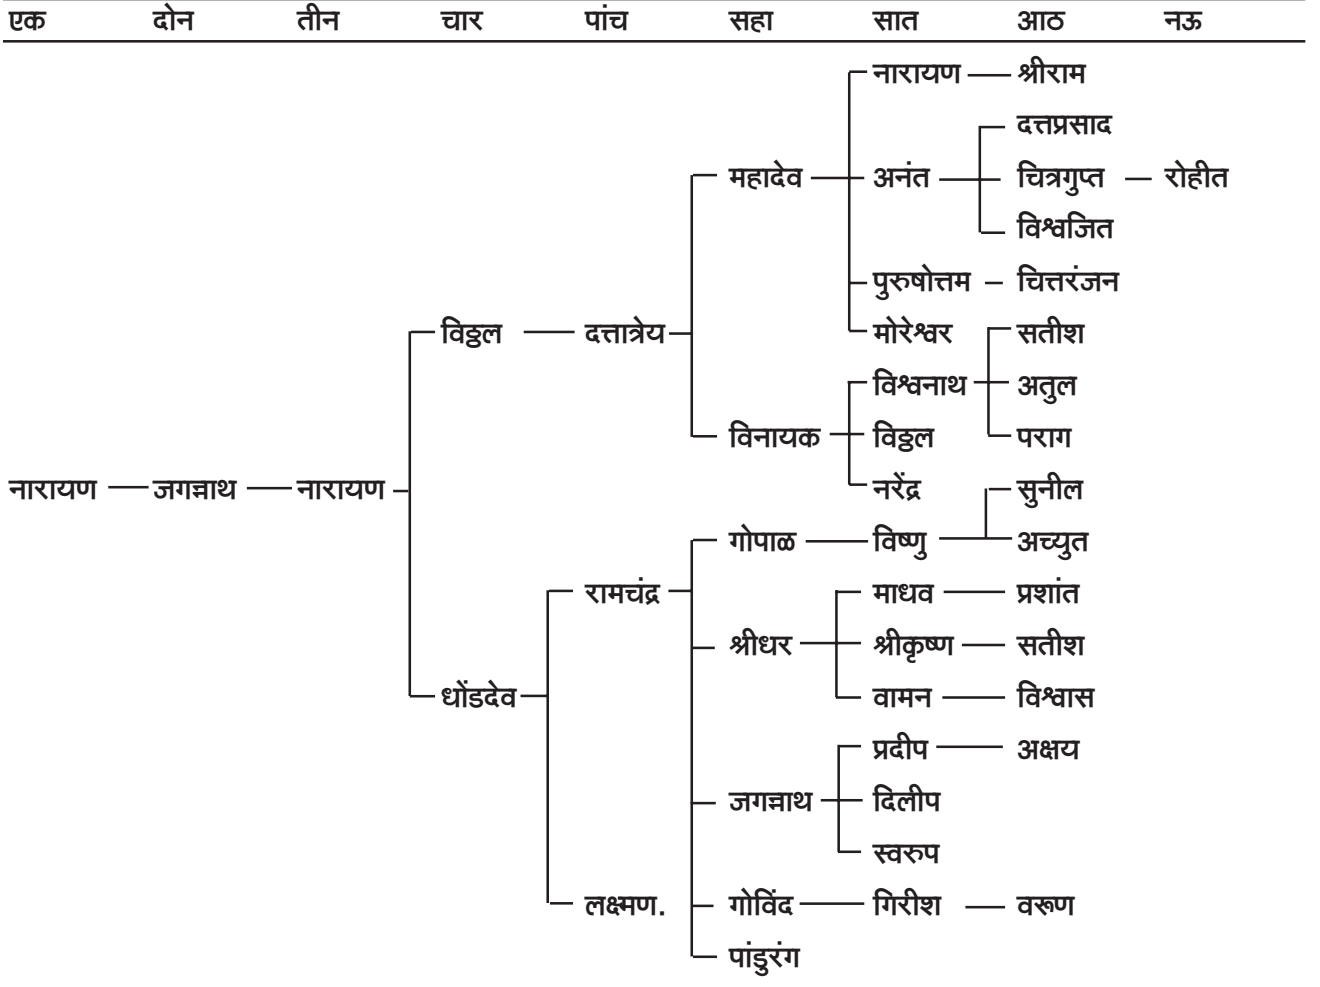 एक दोन तीन चार पांच सहा सात आठ नऊ
नारायण श्रीराम
दत्तप्रसाद
महादेव अनंत चित्रगुप्त रोहीत
विश्वजित
पुरुषोत्तम चित्तरंजन
विठ्ठल दत्तात्रेय मोरेश्वर सतीश
विश्वनाथ अतुल
विनायक विठ्ठल पराग
नारायण जगन्नाथ नारायण नरेंद्र सुनील
गोपाळ विष्णु अच्युत
रामचंद्र माधव प्रशांत
श्रीधर श्रीकृष्ण सतीश
धोंडदेव वामन विश्वास
प्रदीप अक्षय
जगन्नाथ दिलीप
स्वरुप
लक्ष्मण. गोविंद गिरीश वरूण
पांडुरंग